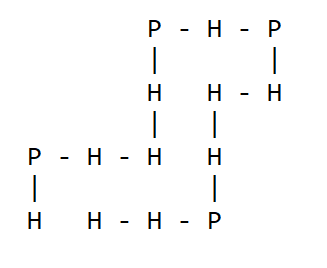 P - H - P
|       |
H   H - H
|   |
P - H - H   H
|           |
H   H - H - P